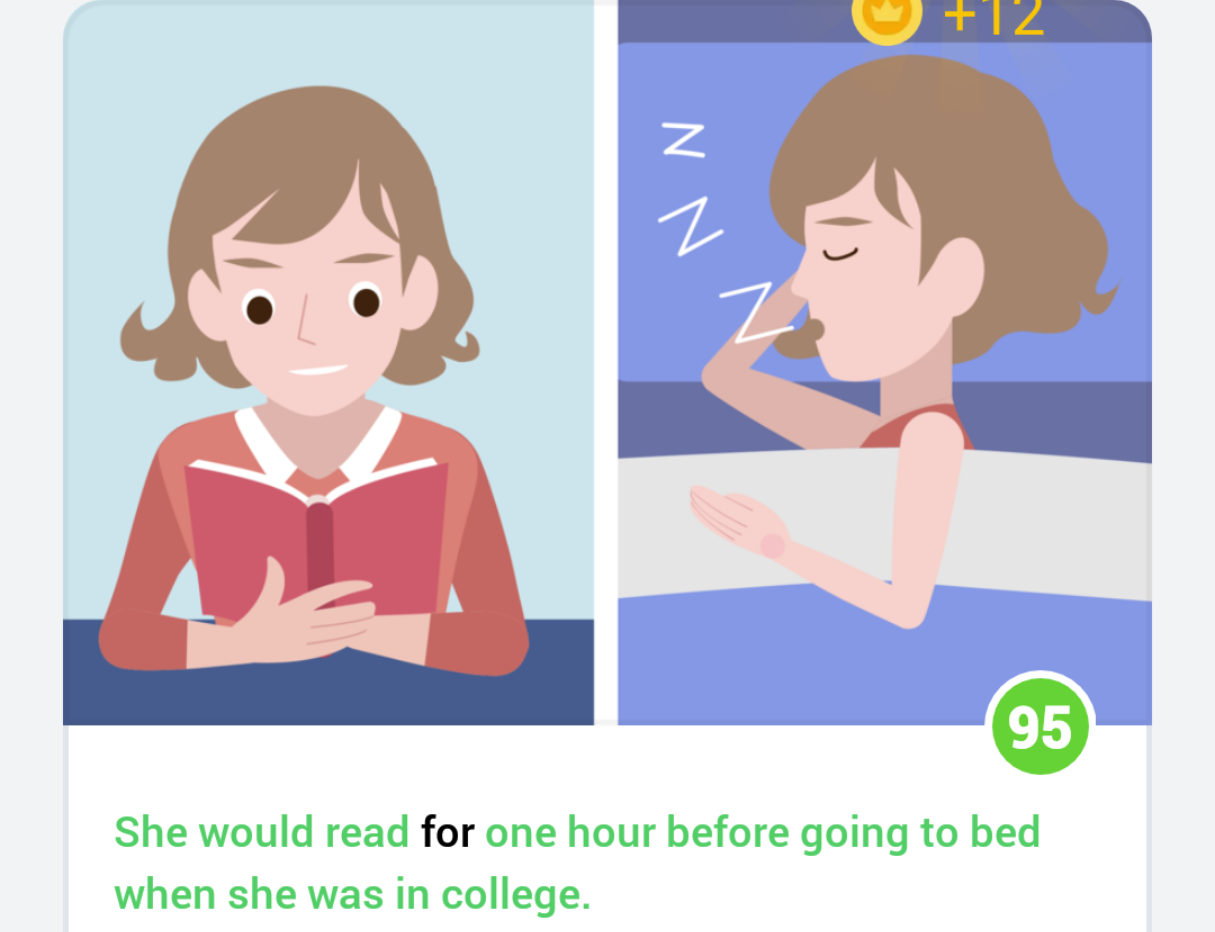 +12
Z
Z
Z
95
She would read for one hour before going to bed
when she was in college.